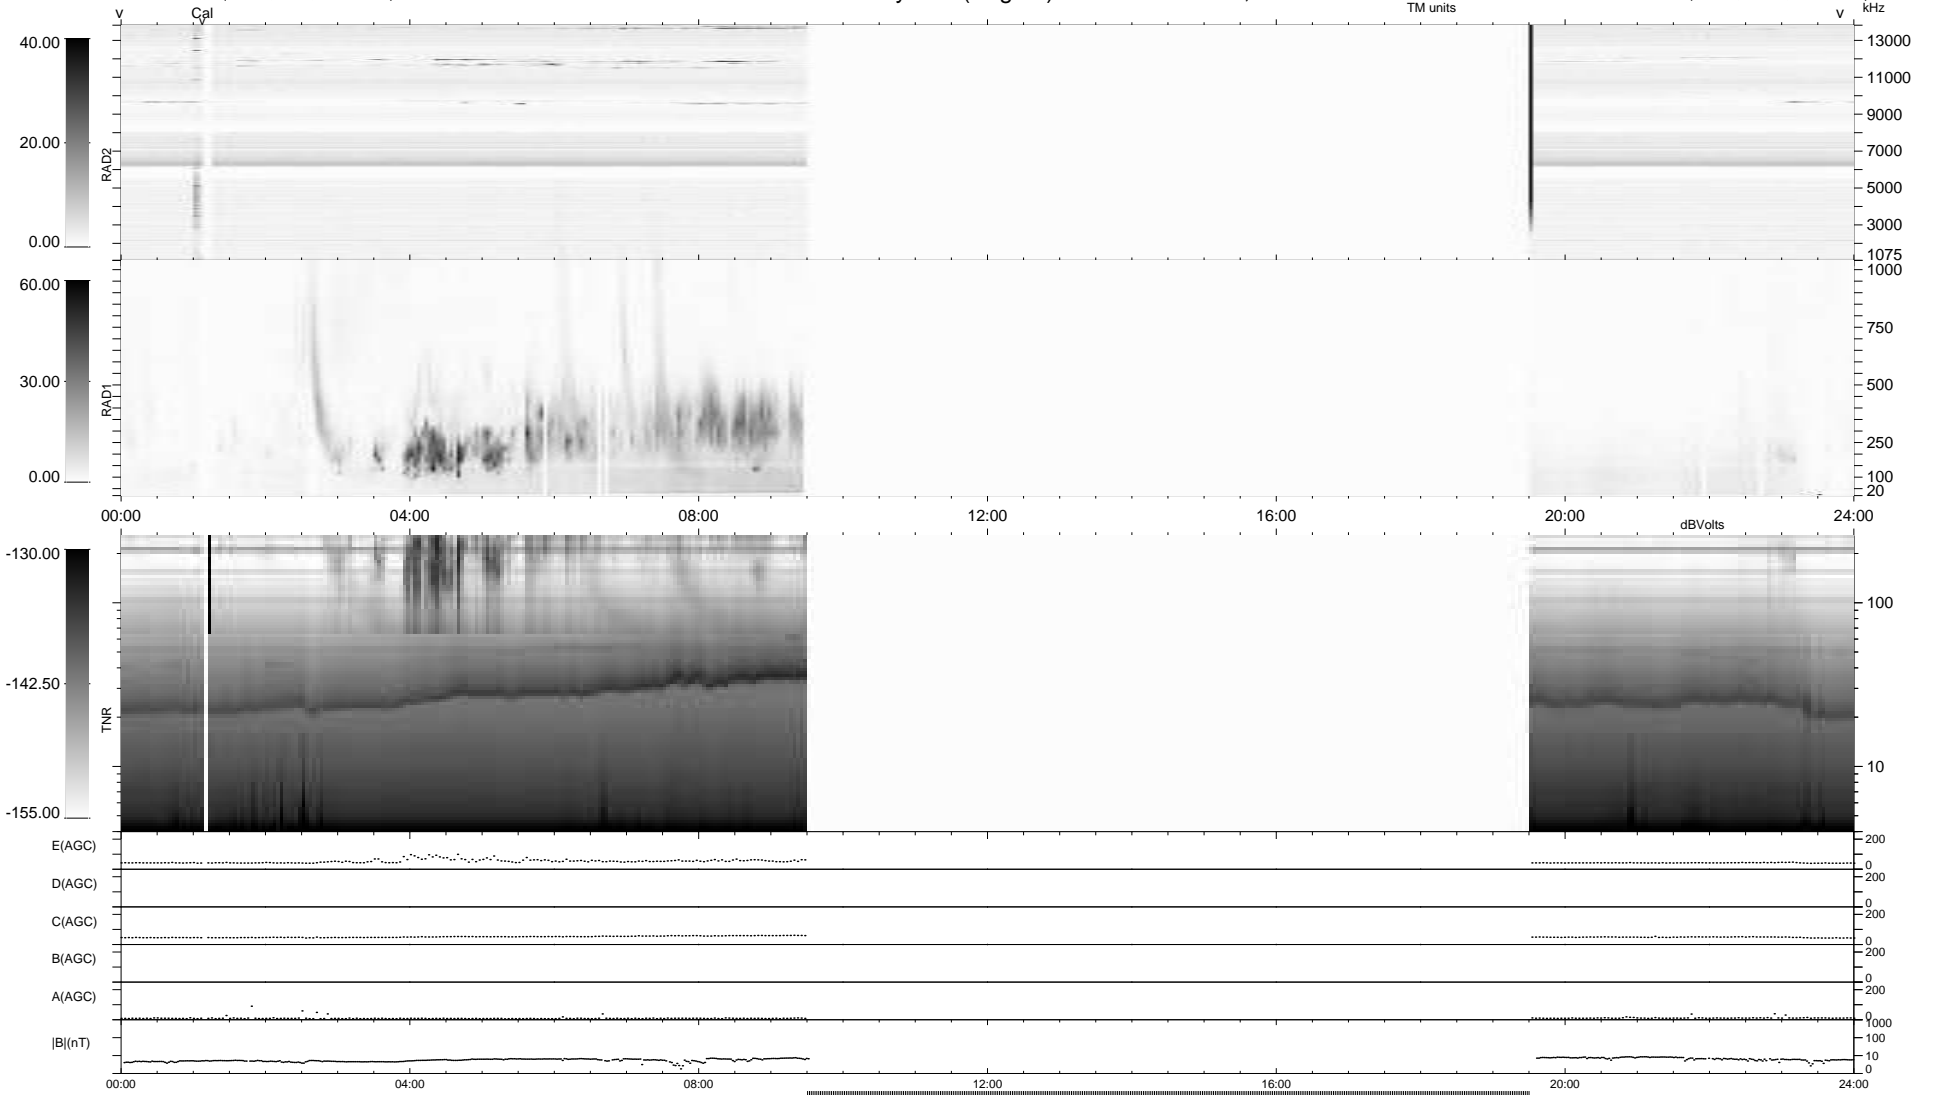 v Cal TM units v kHz
v
40.00
20.00
0.00
RAD2
13000
11000
9000
7000
5000
3000
1075
60.00
30.00
0.00
RAD1
1000
750
500
250
100
20
00:00 04:00 08:00 12:00 16:00 20:00 24:00
dBVolts
-130.00
-142.50
-155.00
TNR
100
10
E(AGC) 200 0
D(AGC) 200 0
C(AGC) 200 0
B(AGC) 200 0
A(AGC) 200 0
|B|(nT) 1000 100 10 0
00:00 04:00 08:00 12:00 16:00 20:00 24:00